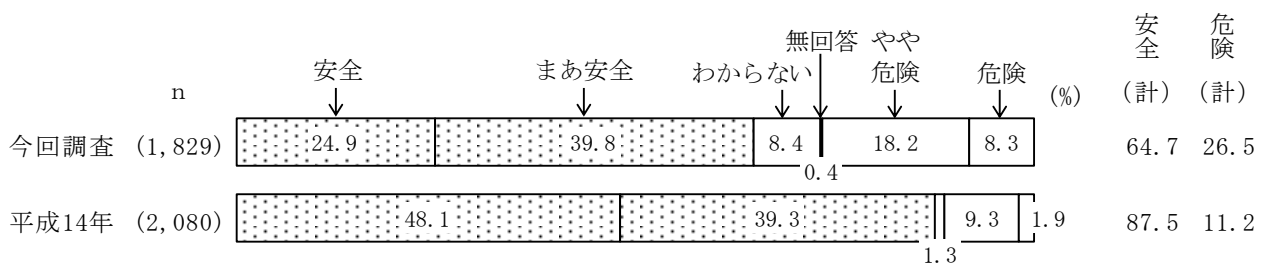 安全
まあ安全
わからない
無回答
やや
危険
危険
(%)
安全
(計)
危険
(計)
n
今回調査 (1,829) 24.9 39.8 8.4 0.4 18.2 8.3 64.7 26.5
平成14年 (2,080) 48.1 39.3 1.3 9.3 1.9 87.5 11.2